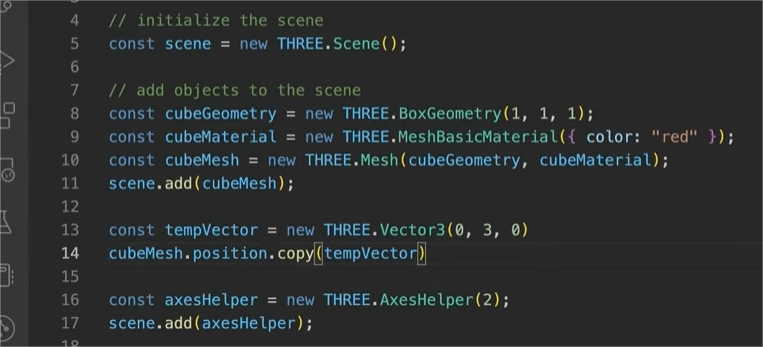 4 // initialize the scene
5 const scene = new THREE.Scene();
6
7 // add objects to the scene
8 const cubeGeometry = new THREE.BoxGeometry(1, 1, 1);
9 const cubeMaterial = new THREE.MeshBasicMaterial({ color: "red" });
10 const cubeMesh = new THREE.Mesh(cubeGeometry, cubeMaterial);
11 scene.add(cubeMesh);
12
13 const tempVector = new THREE.Vector3(0, 3, 0)
14 cubeMesh.position.copy(tempVector)
15
16 const axesHelper = new THREE.AxesHelper(2);
17 scene.add(axesHelper);
18